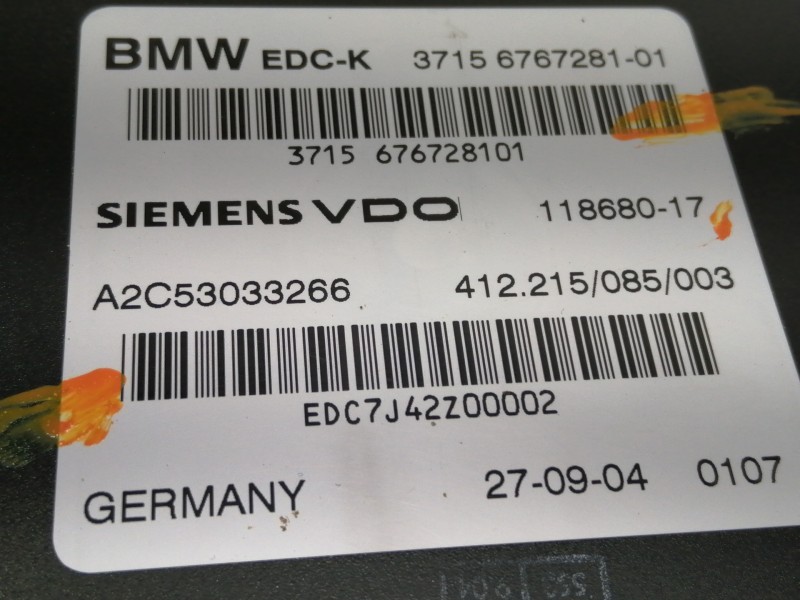 BMW EDC-K 3715 6767281-01
3715 676728101
SIEMENS VDO 118680-17
A2C53033266 412.215/085/003
EDC7J42Z00002
GERMANY 27-09-04 0107